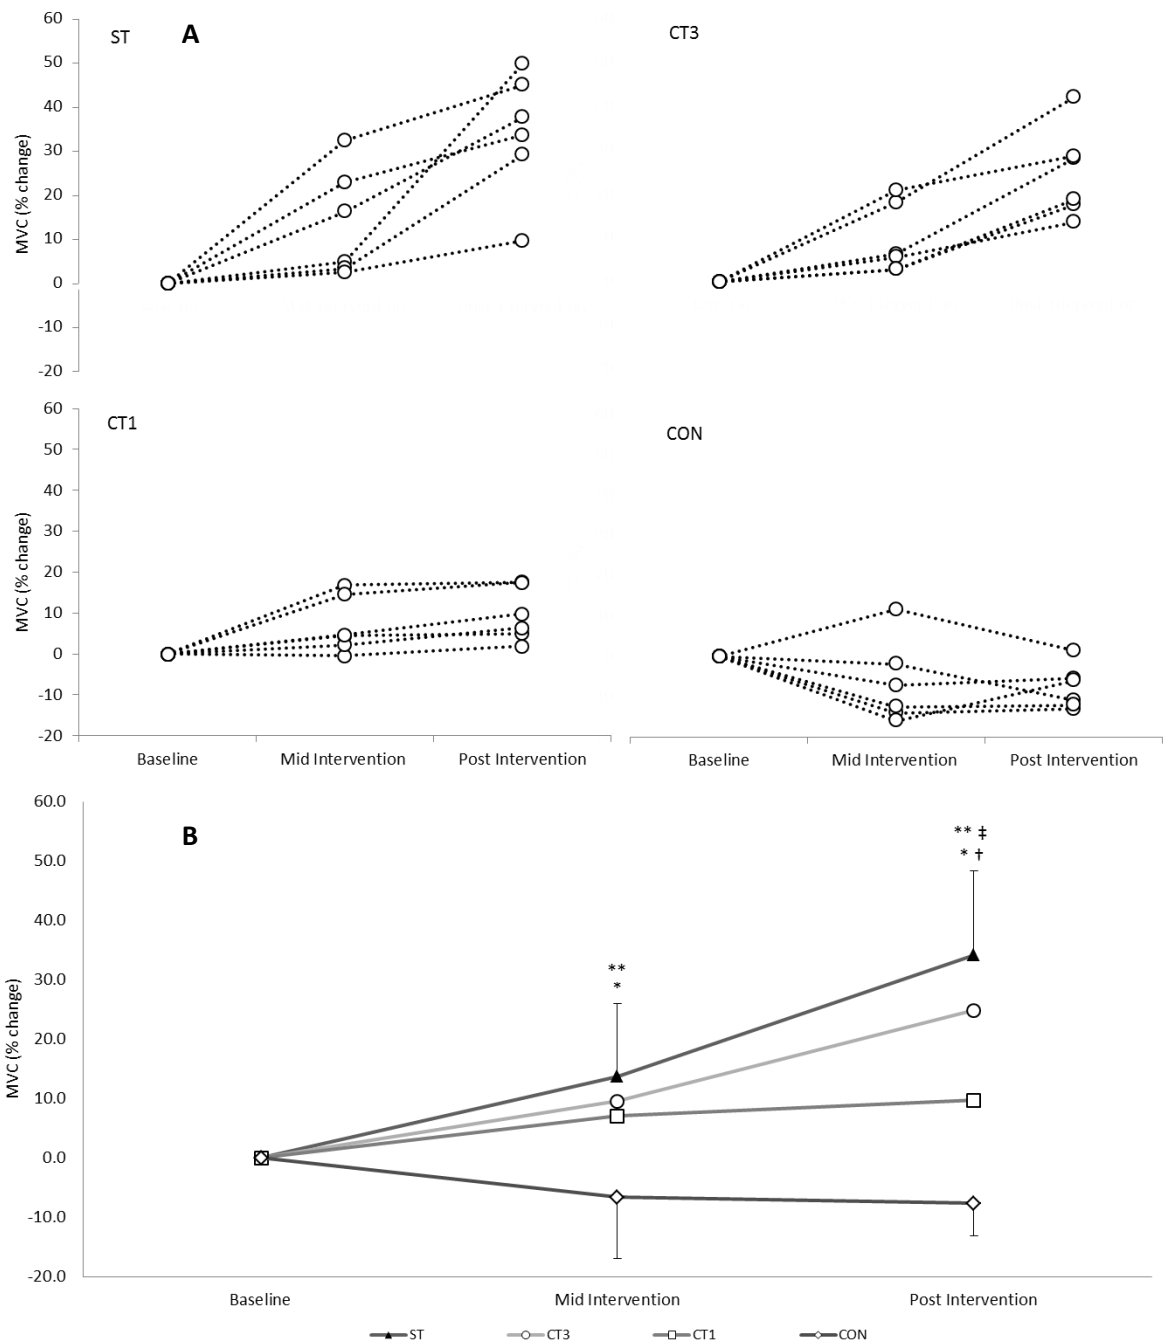 ST
A
CT3
60
50
40
30
20
10
0
-10
-20
MVC (% change)
CT1
CON
60
50
40
30
20
10
0
-10
-20
MVC (% change)
Baseline
Mid Intervention
Post Intervention
Baseline
Mid Intervention
Post Intervention
B
60.0
50.0
40.0
30.0
20.0
10.0
0.0
-10.0
-20.0
MVC (% change)
**
*
** ‡
* †
Baseline
Mid Intervention
Post Intervention
ST
CT3
CT1
CON